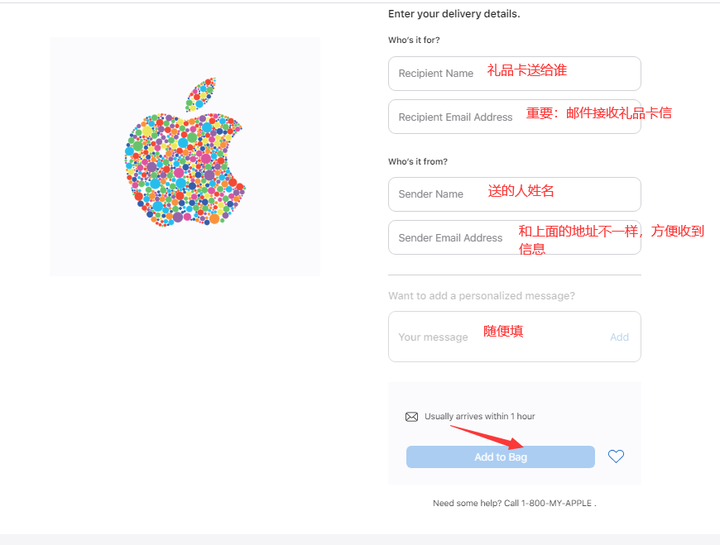 Enter your delivery details.
Who's it for?
Recipient Name 礼品卡送给谁
Recipient Email Address 重要：邮件接收礼品卡信
Who's it from?
Sender Name 送的人姓名
Sender Email Address 和上面的地址不一样，方便收到
信息
Want to add a personalized message?
Your message 随便填 Add
Usually arrives within 1 hour
Add to Bag
Need some help? Call 1-800-MY-APPLE .